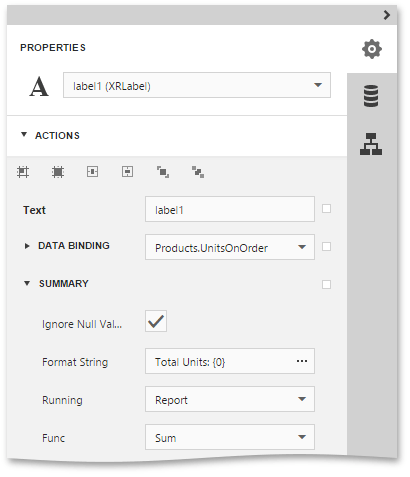 PROPERTIES
A label1 (XRLabel)
ACTIONS
Text label1
DATA BINDING Products.UnitsOnOrder
SUMMARY
Ignore Null Val...
Format String Total Units: {0} ...
Running Report
Func Sum